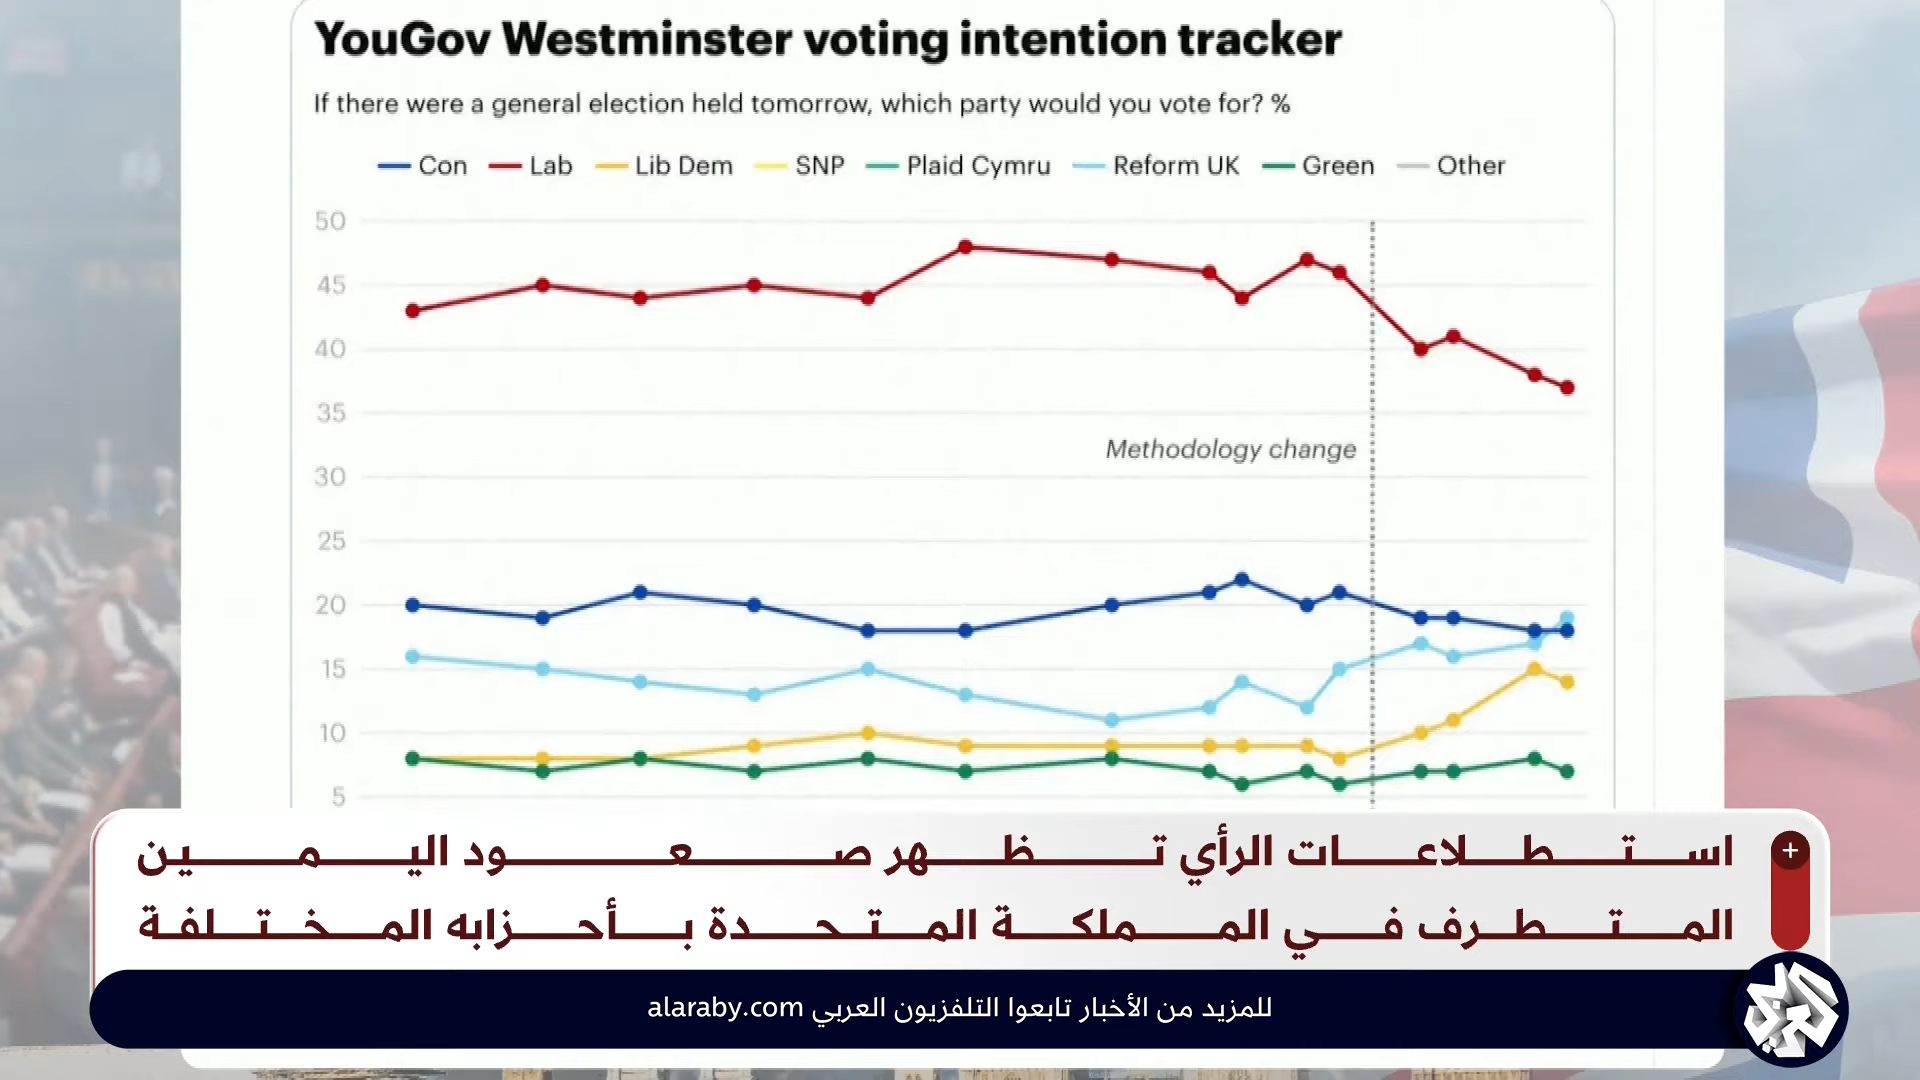 YouGov Westminster voting intention tracker
If there were a general election held tomorrow, which party would you vote for? %
Con Lab Lib Dem SNP Plaid Cymru Reform UK Green Other
50
45
40
35
Methodology change
30
25
20
15
10
5
استطلاعات الرأي تظهر صعود اليمين
المتطرف في المملكة المتحدة بأحزابه المختلفة
للمزيد من الأخبار تابعوا التلفزيون العربي alaraby.com
العربي